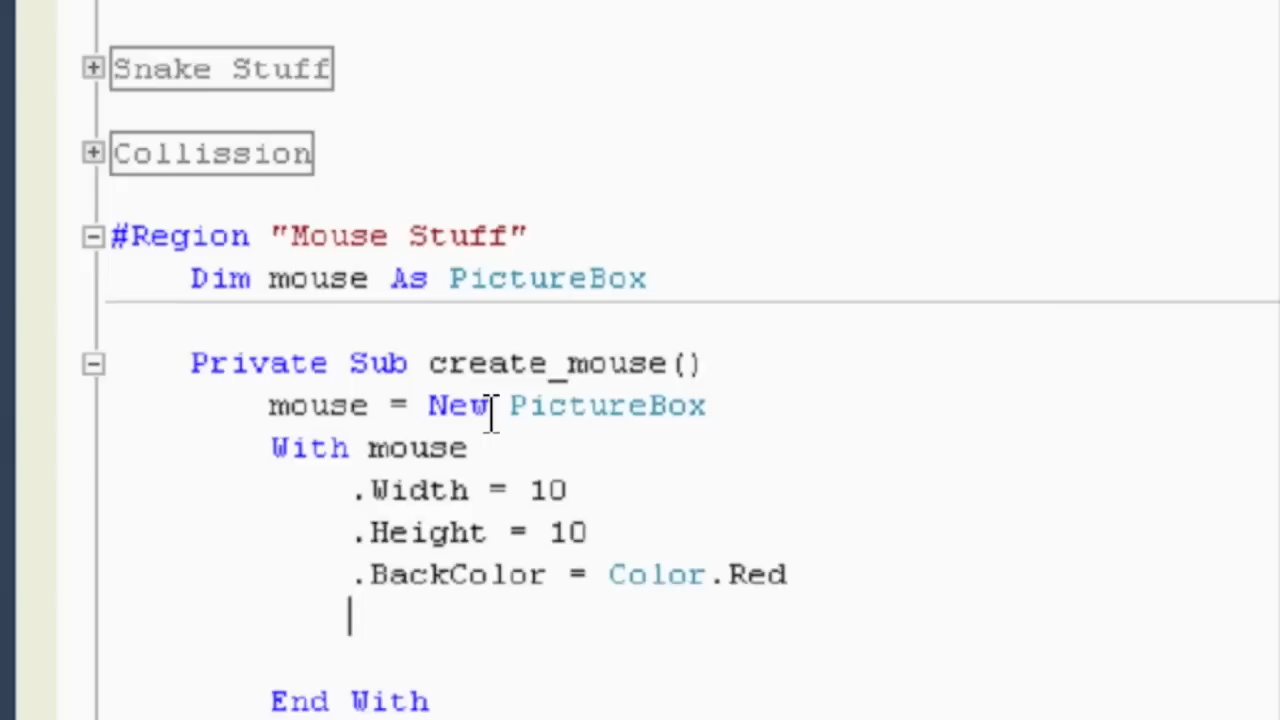 Snake Stuff
Collission
#Region "Mouse Stuff"
Dim mouse As PictureBox
Private Sub create_mouse()
mouse = New PictureBox
With mouse
.Width = 10
.Height = 10
.BackColor = Color.Red
End With